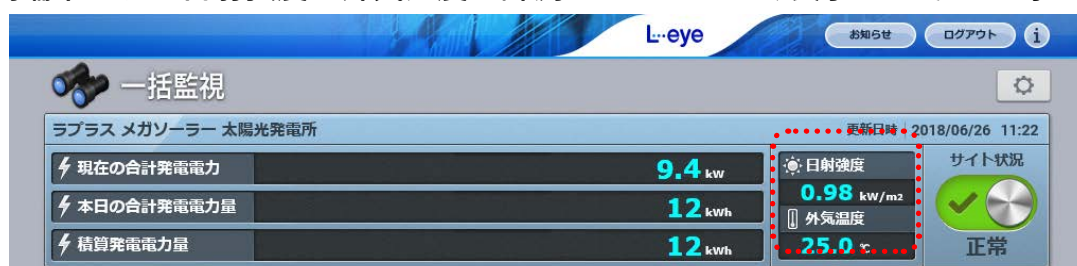 L・・eye
お知らせ
ログアウト
i
一括監視
ラプラス メガソーラー 太陽光発電所
更新日時 2018/06/26 11:22
現在の合計発電電力
9.4 kW
本日の合計発電電力量
12 kWh
積算発電電力量
12 kWh
日射強度
0.98 kW/m2
外気温度
25.0 ℃
サイト状況
正常